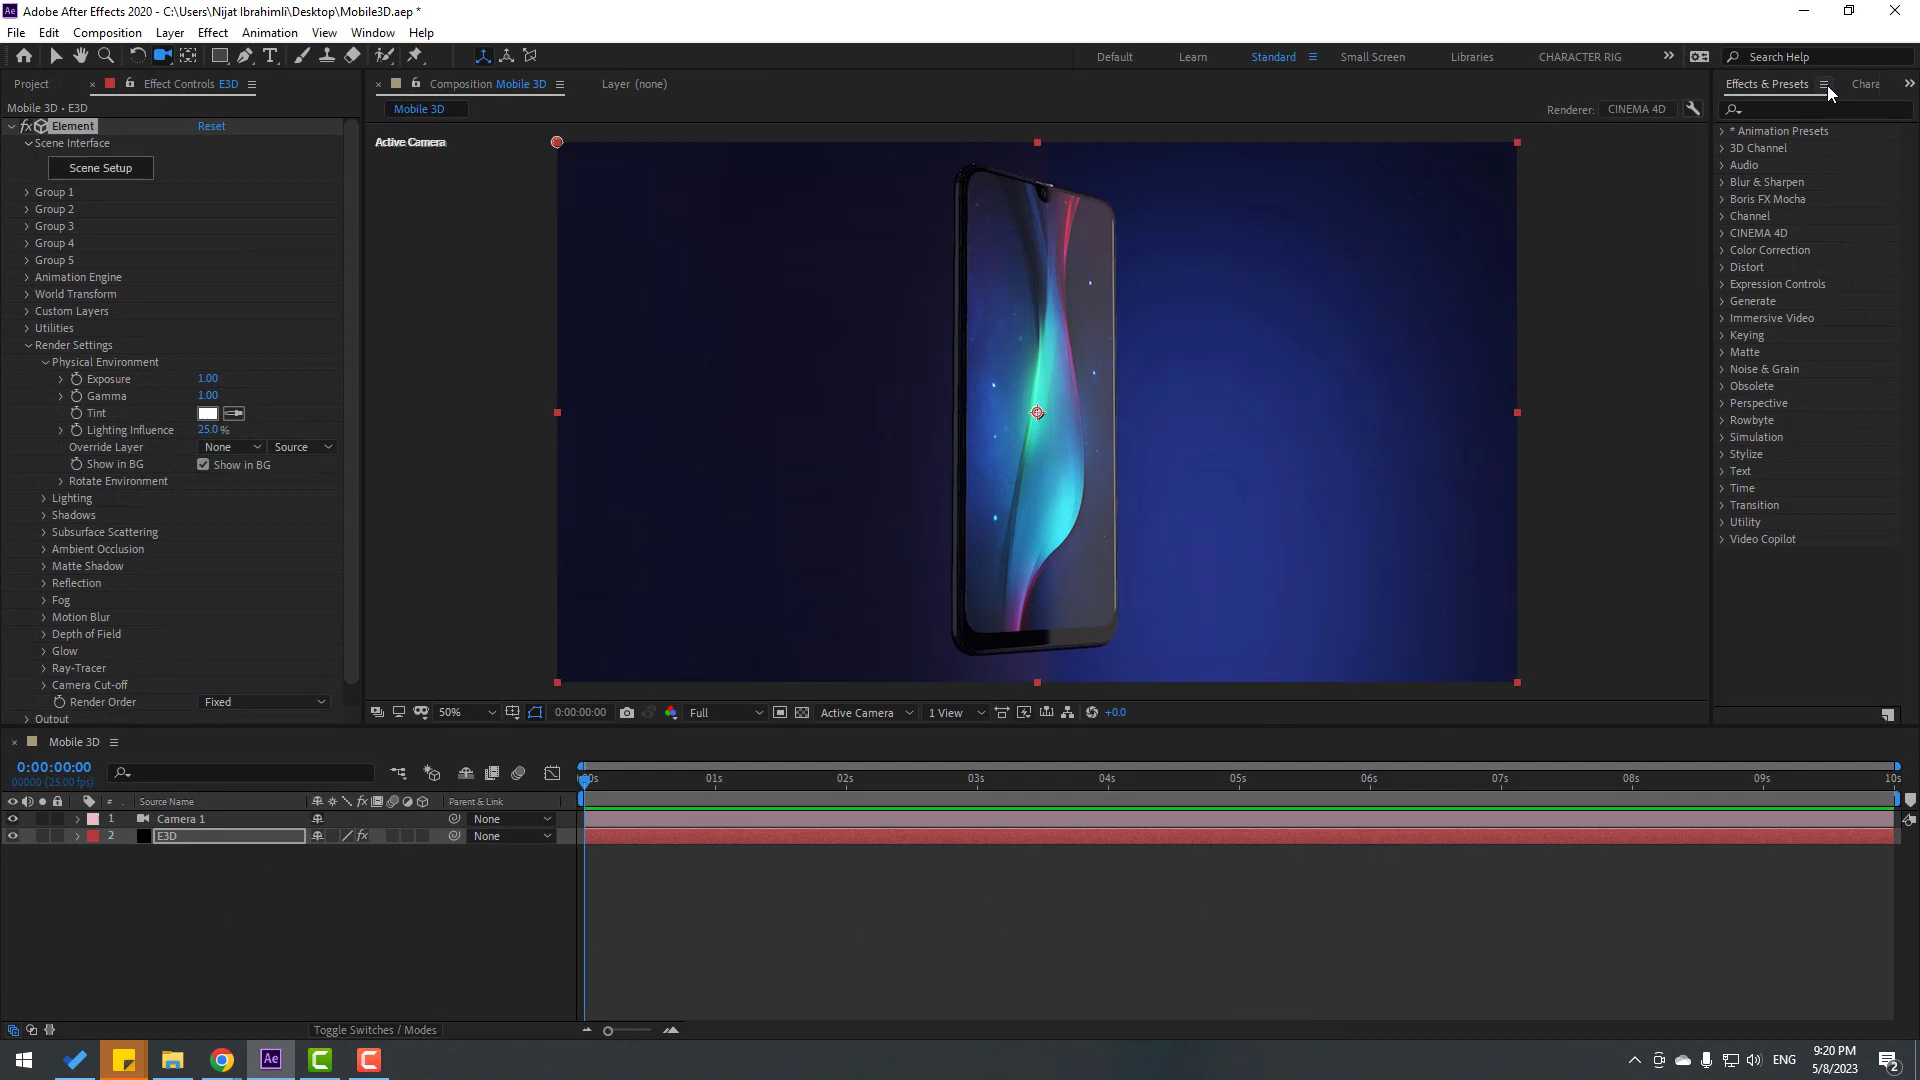 Adobe After Effects 2020 - C:\Users\Nijat Ibrahimli\Desktop\Mobile3D.aep *
File Edit Composition Layer Effect Animation View Window Help
Default Learn Standard Small Screen Libraries CHARACTER RIG Search Help
Project Effect Controls E3D Composition Mobile 3D Layer (none) Effects & Presets Chara
Mobile 3D • E3D
Mobile 3D Renderer: CINEMA 4D
fx Element Reset
Scene Interface
Scene Setup
Group 1
Group 2
Group 3
Group 4
Group 5
Animation Engine
World Transform
Custom Layers
Utilities
Render Settings
Physical Environment
Exposure 1.00
Gamma 1.00
Tint
Lighting Influence 25.0 %
Override Layer None Source
Show in BG Show in BG
Rotate Environment
Lighting
Shadows
Subsurface Scattering
Ambient Occlusion
Matte Shadow
Reflection
Fog
Motion Blur
Depth of Field
Glow
Ray-Tracer
Camera Cut-off
Render Order Fixed
Output
Active Camera
50% 0:00:00:00 Full Active Camera 1 View +0.0
* Animation Presets
3D Channel
Audio
Blur & Sharpen
Boris FX Mocha
Channel
CINEMA 4D
Color Correction
Distort
Expression Controls
Generate
Immersive Video
Keying
Matte
Noise & Grain
Obsolete
Perspective
Rowbyte
Simulation
Stylize
Text
Time
Transition
Utility
Video Copilot
Mobile 3D
0:00:00:00
00000 (25.00 fps)
:00s 01s 02s 03s 04s 05s 06s 07s 08s 09s 10s
# Source Name fx Parent & Link
1 Camera 1 None
2 E3D fx None
Toggle Switches / Modes
Ae ENG 9:20 PM
5/8/2023 2